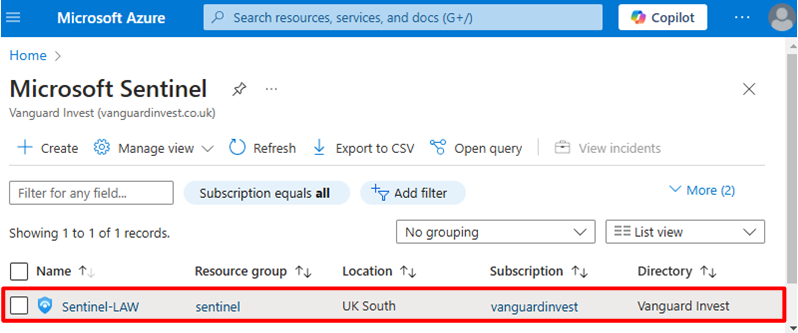 Microsoft Azure Search resources, services, and docs (G+/) Copilot ...
Home >
Microsoft Sentinel ...
Vanguard Invest (vanguardinvest.co.uk)
+ Create Manage view Refresh Export to CSV Open query View incidents
Filter for any field... Subscription equals all Add filter More (2)
Showing 1 to 1 of 1 records. No grouping List view
Name ↑↓ Resource group ↑↓ Location ↑↓ Subscription ↑↓ Directory ↑↓
Sentinel-LAW sentinel UK South vanguardinvest Vanguard Invest